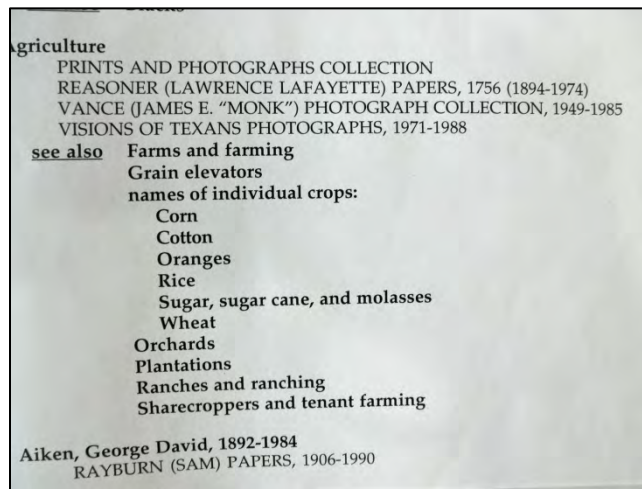 Agriculture
PRINTS AND PHOTOGRAPHS COLLECTION
REASONER (LAWRENCE LAFAYETTE) PAPERS, 1756 (1894-1974)
VANCE (JAMES E. "MONK") PHOTOGRAPH COLLECTION, 1949-1985
VISIONS OF TEXANS PHOTOGRAPHS, 1971-1988
see also Farms and farming
Grain elevators
names of individual crops:
Corn
Cotton
Oranges
Rice
Sugar, sugar cane, and molasses
Wheat
Orchards
Plantations
Ranches and ranching
Sharecroppers and tenant farming
Aiken, George David, 1892-1984
RAYBURN (SAM) PAPERS, 1906-1990